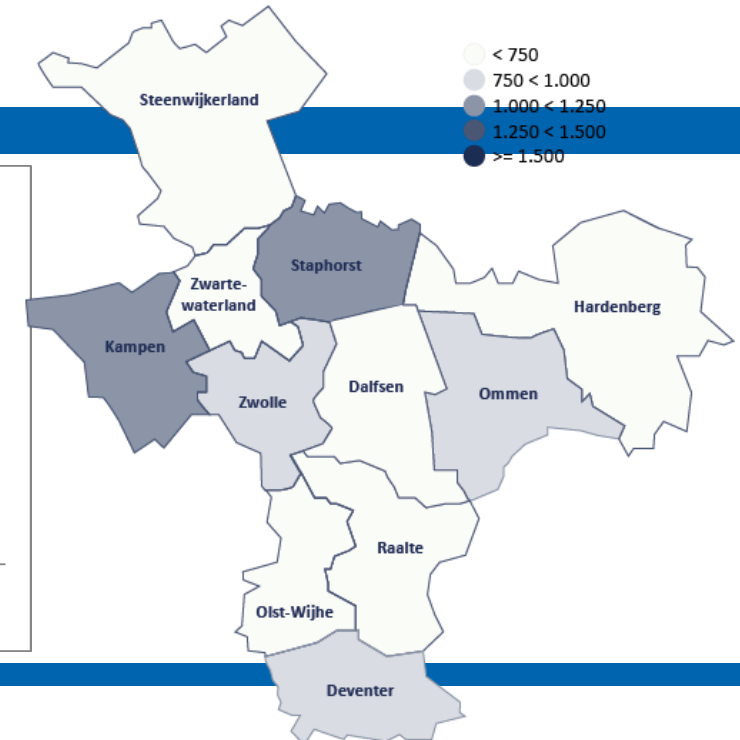 < 750
750 < 1.000
1.000 < 1.250
1.250 < 1.500
>= 1.500
Steenwijkerland
Staphorst
Zwarte-
waterland
Hardenberg
Kampen
Dalfsen
Ommen
Zwolle
Raalte
Olst-Wijhe
Deventer